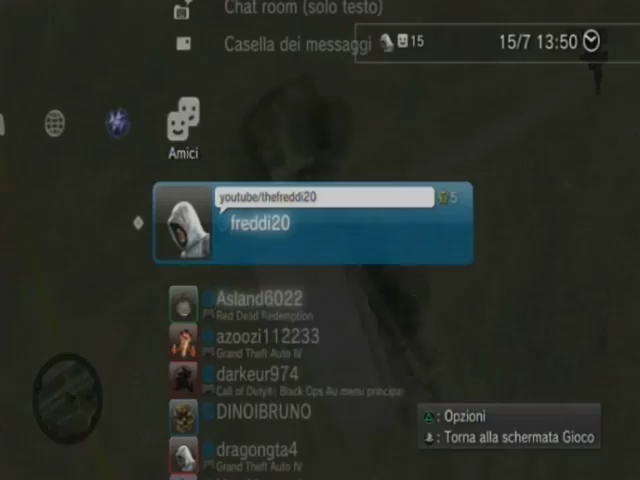 Chat room (solo testo)
Casella dei messaggi
15
15/7 13:50
Amici
youtube/thefreddi20
5
freddi20
Asland6022
Red Dead Redemption
azoozi112233
Grand Theft Auto IV
darkeur974
Call of Duty® Black Ops Au menu principal
DINOIBRUNO
dragongta4
Grand Theft Auto IV
: Opzioni
: Torna alla schermata Gioco